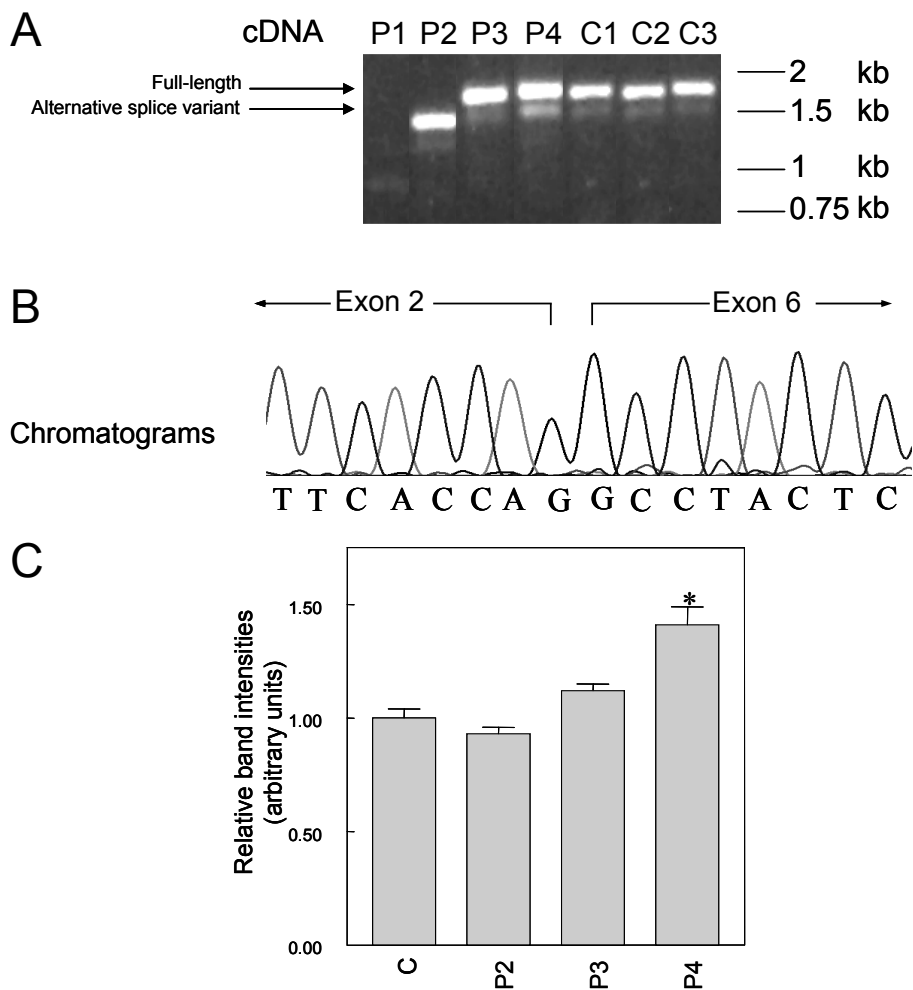 A
cDNA P1 P2 P3 P4 C1 C2 C3
Full-length
Alternative splice variant
2 kb
1.5 kb
1 kb
0.75 kb
B
Exon 2 Exon 6
Chromatograms
T T C A C C A G G C C T A C T C
C
Relative band intensities
(arbitrary units)
1.50
1.00
0.50
0.00
*
C P2 P3 P4